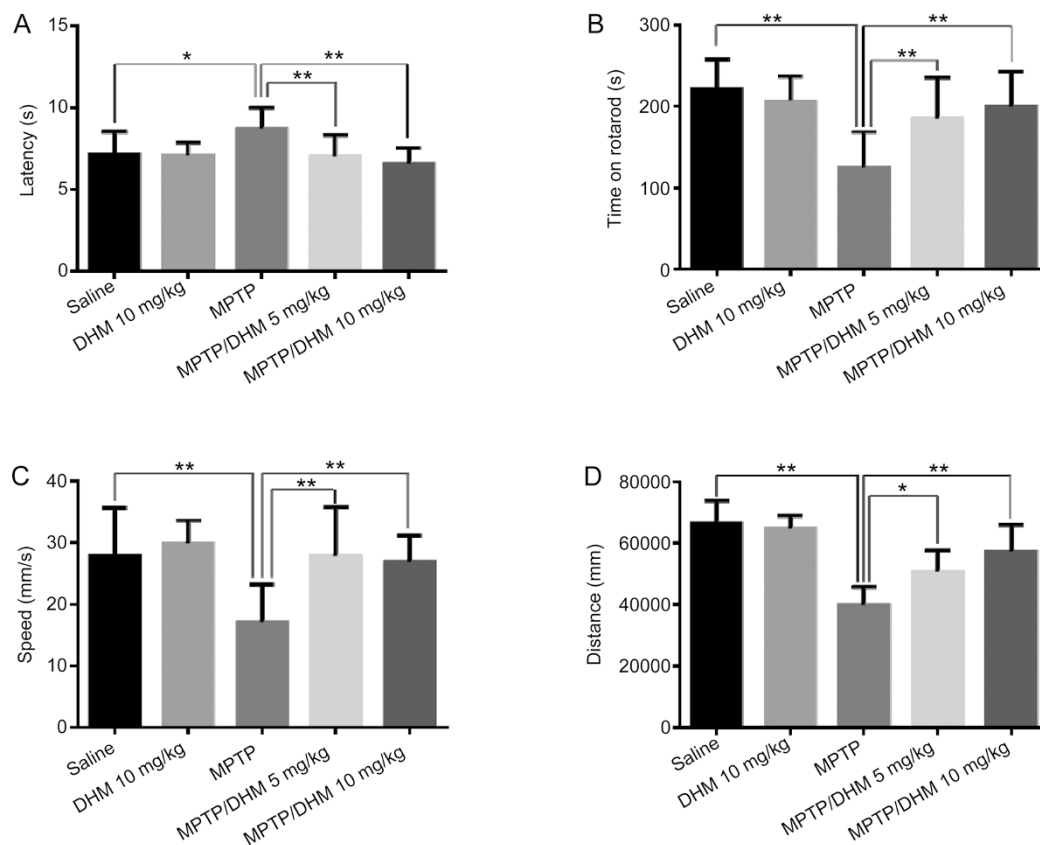 A
Latency (s)
15
10
5
0
*
**
**
Saline
DHM 10 mg/kg
MPTP
MPTP/DHM 5 mg/kg
MPTP/DHM 10 mg/kg
B
Time on rotarod (s)
300
200
100
0
**
**
**
Saline
DHM 10 mg/kg
MPTP
MPTP/DHM 5 mg/kg
MPTP/DHM 10 mg/kg
C
Speed (mm/s)
40
30
20
10
0
**
**
**
Saline
DHM 10 mg/kg
MPTP
MPTP/DHM 5 mg/kg
MPTP/DHM 10 mg/kg
D
Distance (mm)
80000
60000
40000
20000
0
**
**
*
Saline
DHM 10 mg/kg
MPTP
MPTP/DHM 5 mg/kg
MPTP/DHM 10 mg/kg